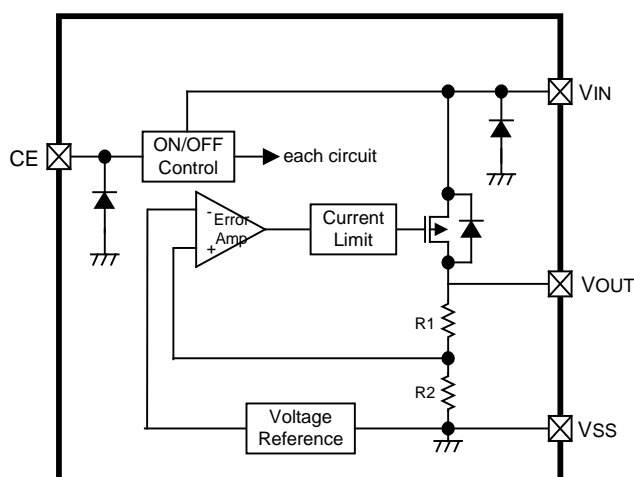 VIN
CE
ON/OFF
Control
each circuit
-
Error
Amp
+
Current
Limit
VOUT
R1
R2
Voltage
Reference
VSS